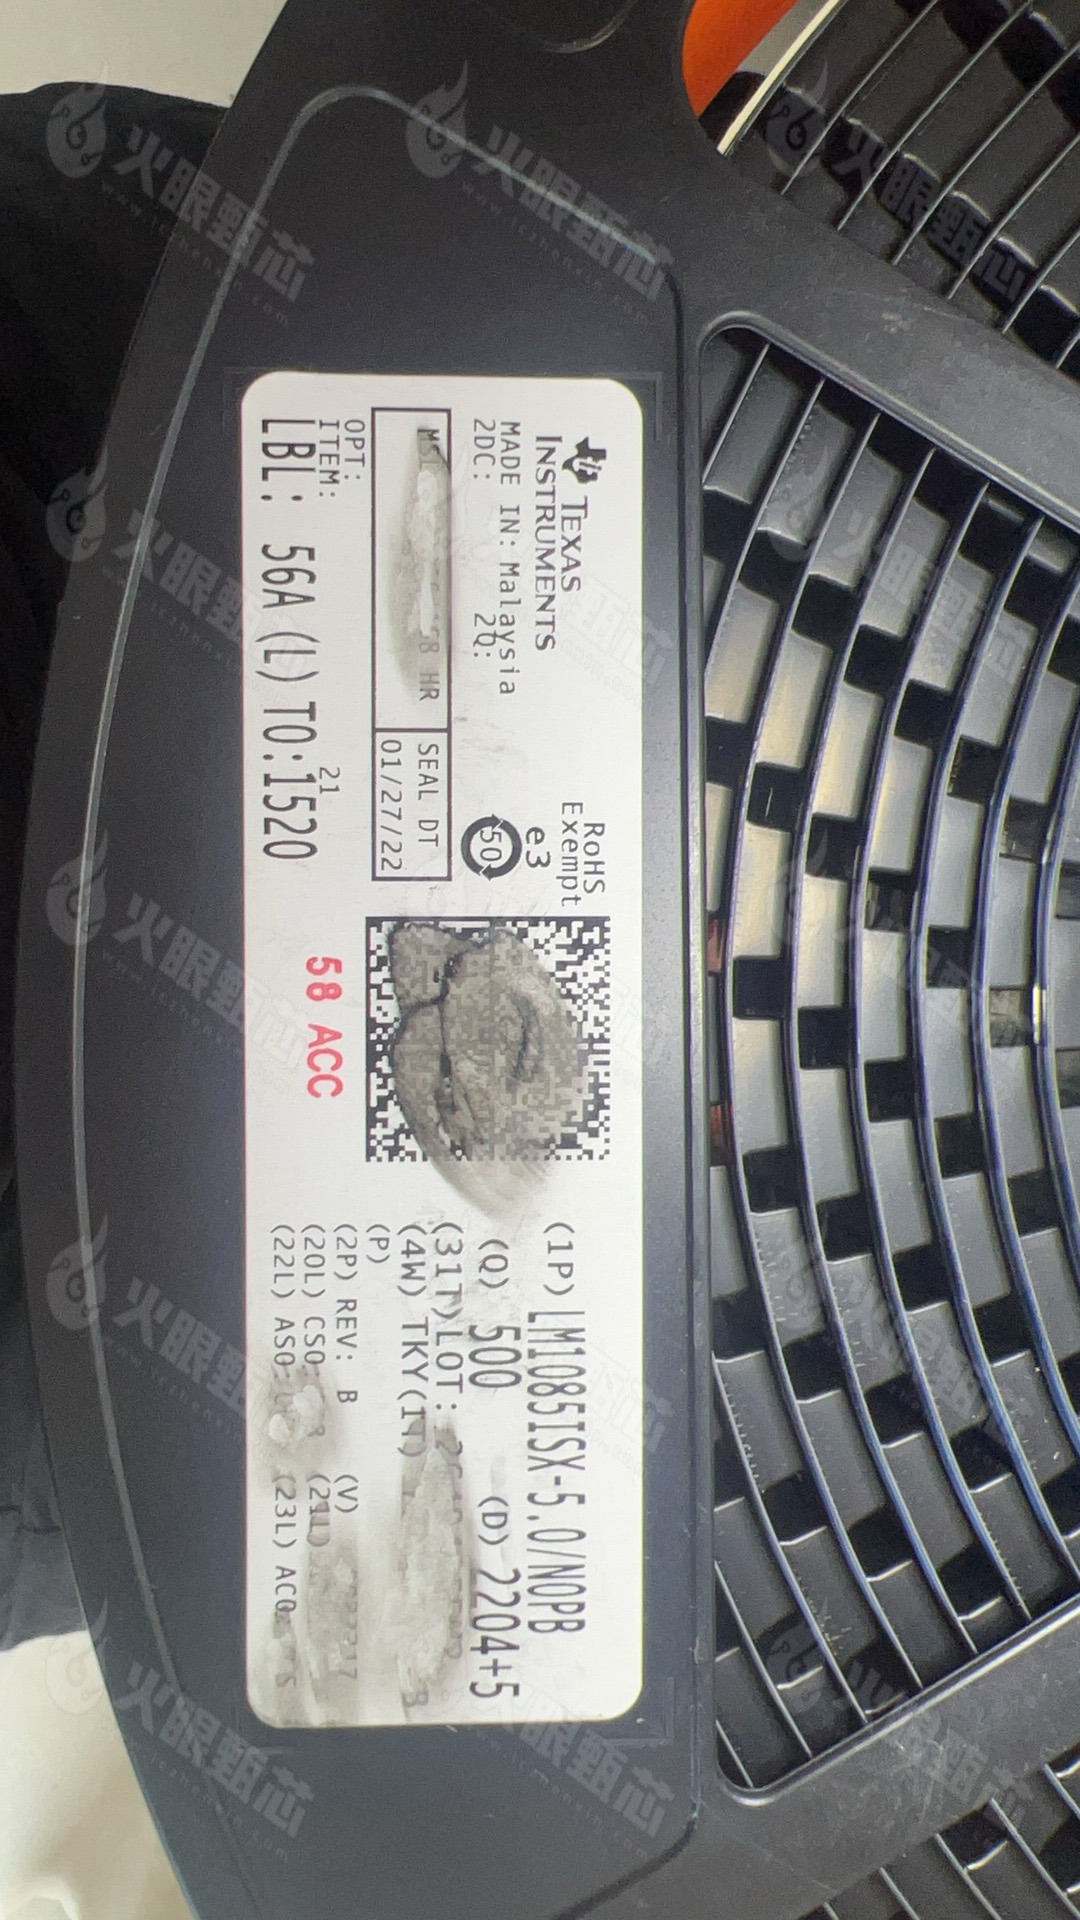 TEXAS
INSTRUMENTS
MADE IN: Malaysia
2DC: 2Q:
HR
SEAL DT
01/27/22
OPT:
ITEM:
21
LBL: 56A (L) TO:1520
RoHS
Exempt
e3
50
58 ACC
(1P) LM1085ISX-5.0/NOPB
(Q) 500 (D) 2204+5
(31T)LOT:
(4W) TKY(1T)
(P)
(2P) REV: B (V)
(20L) CSO: (21L)
(22L) ASO: (23L) ACO:
火眼甄芯